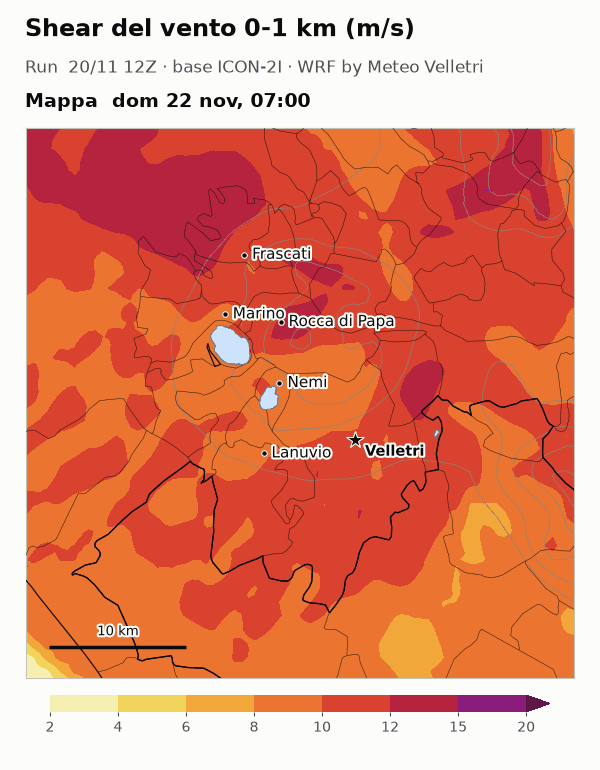 Shear del vento 0-1 km (m/s)
Run  20/11 12Z · base ICON-2I · WRF by Meteo Velletri
Mappa  dom 22 nov, 07:00
Frascati
Marino
Rocca di Papa
Nemi
Velletri
Lanuvio
10 km
2 4 6 8 10 12 15 20